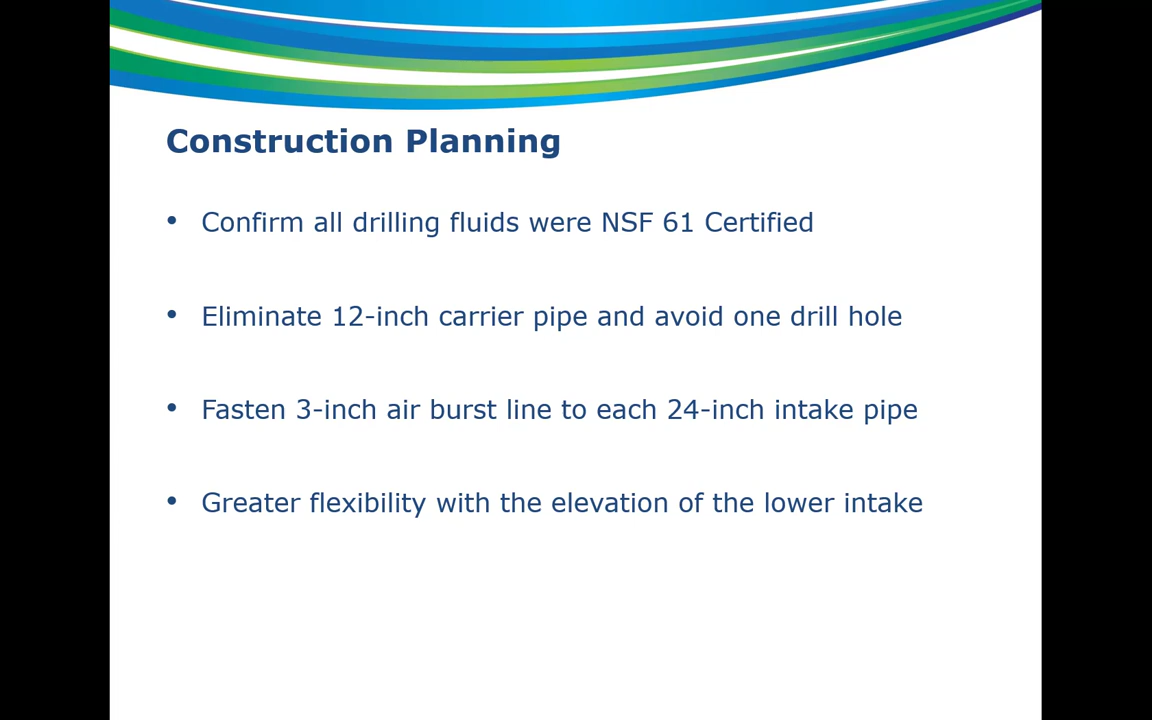 Construction Planning
• Confirm all drilling fluids were NSF 61 Certified
• Eliminate 12-inch carrier pipe and avoid one drill hole
• Fasten 3-inch air burst line to each 24-inch intake pipe
• Greater flexibility with the elevation of the lower intake